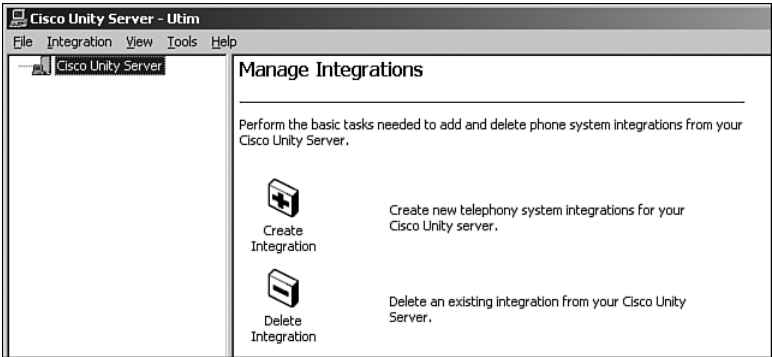 Cisco Unity Server - Utim
File Integration View Tools Help
Cisco Unity Server
Manage Integrations
Perform the basic tasks needed to add and delete phone system integrations from your
Cisco Unity Server.
Create
Integration
Create new telephony system integrations for your
Cisco Unity server.
Delete
Integration
Delete an existing integration from your Cisco Unity
Server.